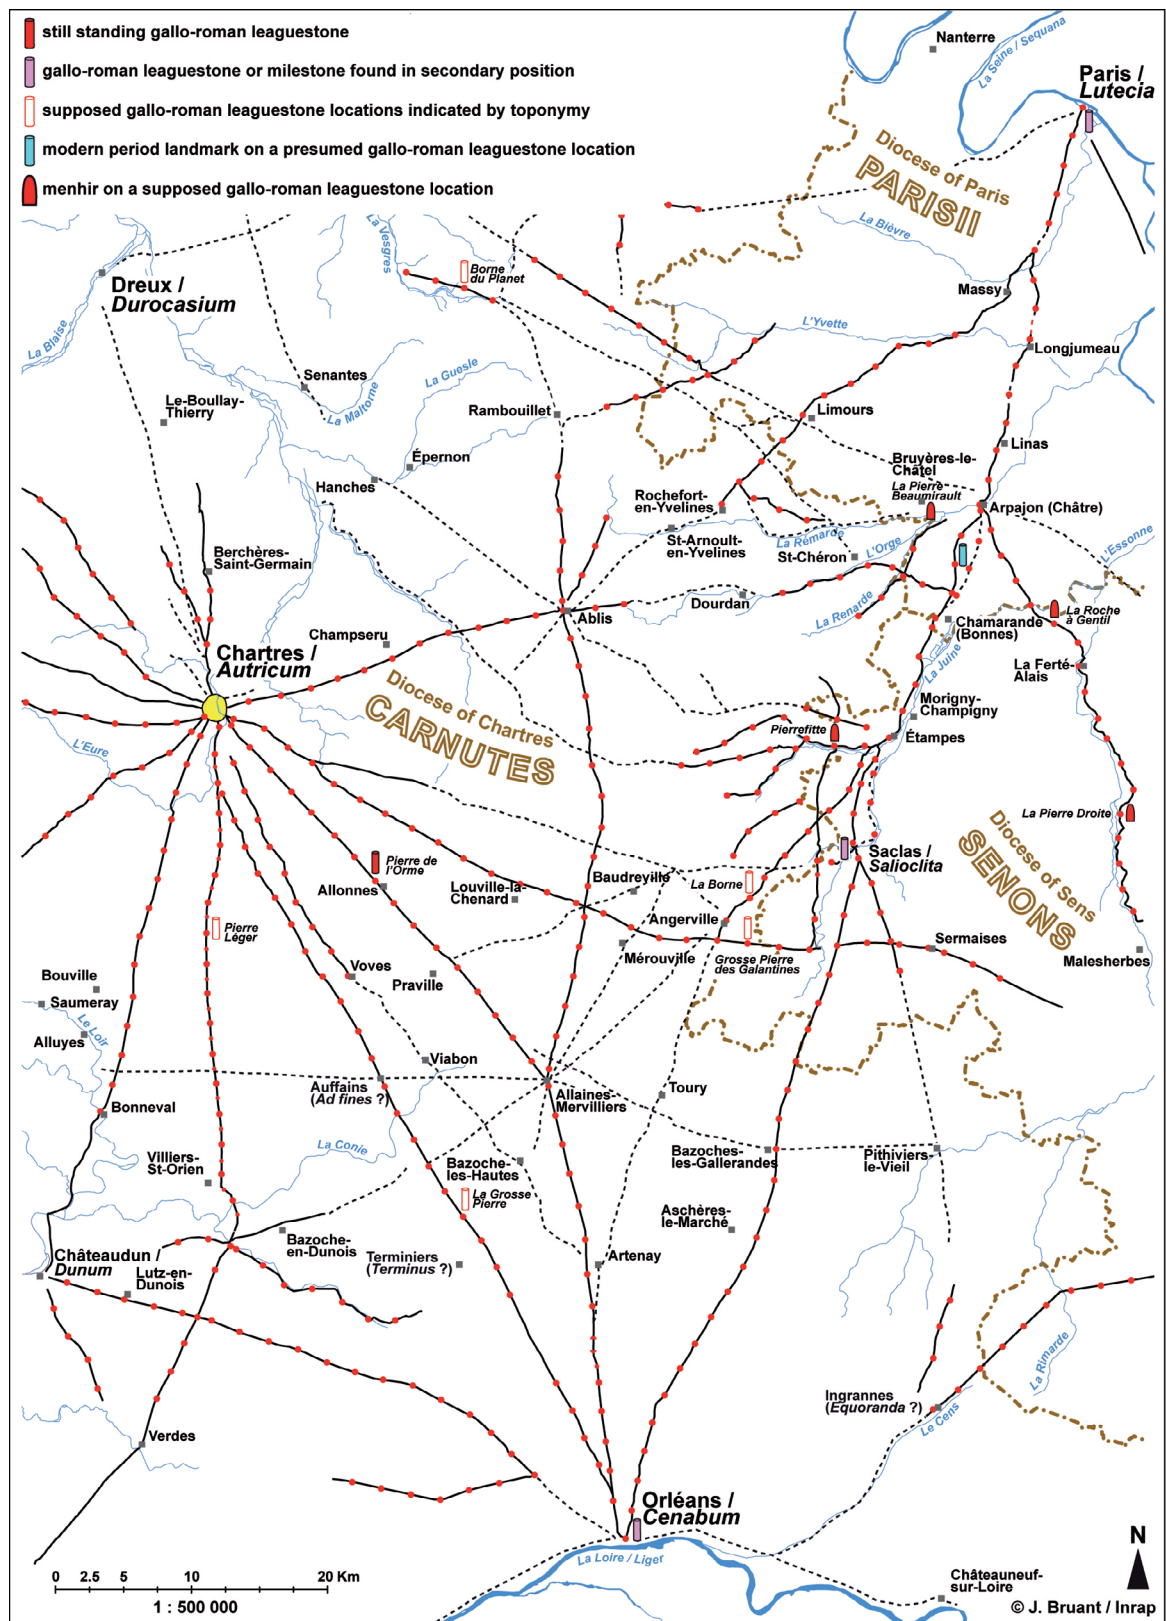 still standing gallo-roman leaguestone
gallo-roman leaguestone or milestone found in secondary position
supposed gallo-roman leaguestone locations indicated by toponymy
modern period landmark on a presumed gallo-roman leaguestone location
menhir on a supposed gallo-roman leaguestone location
Nanterre
La Seine / Sequana
Paris /
Lutecia
Diocese of Paris
PARISII
La Bièvre
La Vesgres
Borne
du Planet
Massy
Dreux /
Durocasium
La Blaise
L'Yvette
Longjumeau
Senantes
La Maltorne
La Guesle
Le-Boullay-
Thierry
Rambouillet
Limours
Linas
Épernon
Hanches
Bruyères-le-
Châtel
La Pierre
Beaumirault
Rochefort-
en-Yvelines
Arpajon (Châtre)
St-Arnoult-
en-Yvelines
La Rémarde
L'Orge
St-Chéron
L'Essonne
Berchères-
Saint-Germain
Dourdan
La Renarde
La Roche
à Gentil
Ablis
Chamarande
(Bonnes)
Champseru
La Juine
La Ferté-
Alais
Chartres /
Autricum
Diocese of Chartres
CARNUTES
Morigny-
Champigny
Pierrefitte
Étampes
L'Eure
La Pierre Droite
Diocese of Sens
SENONS
Saclas /
Salioclita
Pierre de
l'Orme
Allonnes
Louville-la-
Chenard
Baudreville
La Borne
Angerville
Pierre
Léger
Mérouville
Grosse Pierre
des Galantines
Sermaises
Malesherbes
Voves
Praville
Bouville
Saumeray
Le Loir
Alluyes
Viabon
Auffains
(Ad fines ?)
Allaines-
Mervilliers
Toury
Bonneval
La Conie
Villiers-
St-Orien
Bazoche-
les-Hautes
Bazoches-
les-Gallerandes
Pithiviers-
le-Vieil
La Grosse
Pierre
Aschères-
le-Marché
Bazoche-
en-Dunois
Châteaudun /
Dunum
Lutz-en-
Dunois
Terminiers
(Terminus ?)
Artenay
La Rimarde
Ingrannes
(Equoranda ?)
Le Cens
Verdes
Orléans /
Cenabum
La Loire / Liger
N
Châteauneuf-
sur-Loire
0 2.5 5 10 20 Km
1 : 500 000
© J. Bruant / Inrap